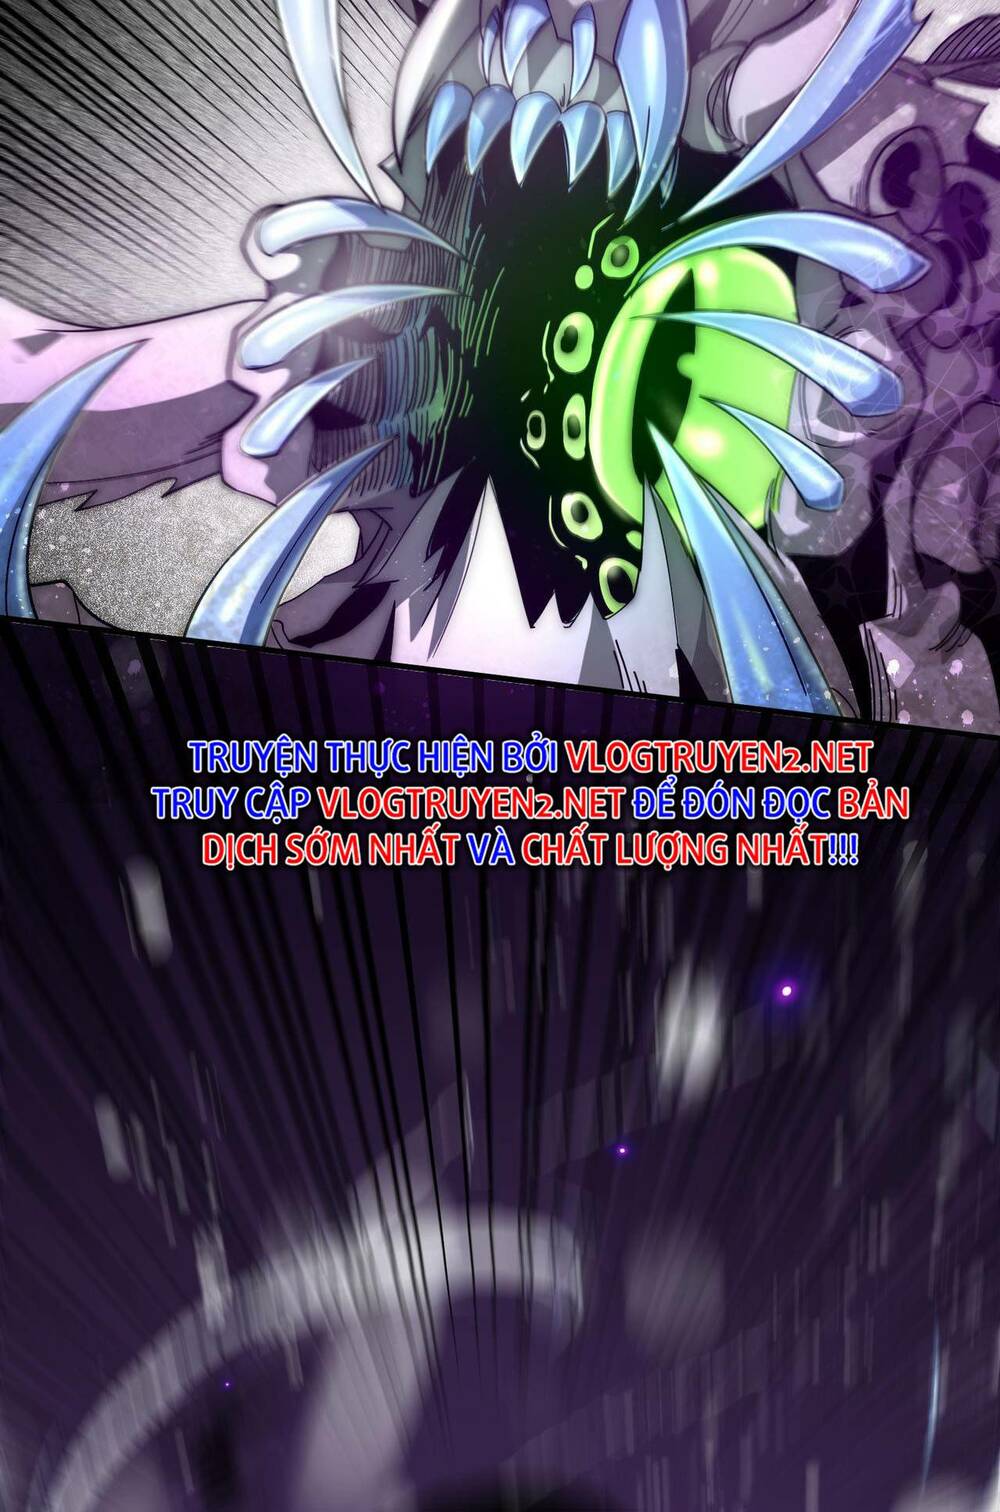 TRUYỆN THỰC HIỆN BỞI VLOGTRUYEN2.NET
TRUY CẬP VLOGTRUYEN2.NET ĐỂ ĐÓN ĐỌC BẢN
DỊCH SỚM NHẤT VÀ CHẤT LƯỢNG NHẤT!!!